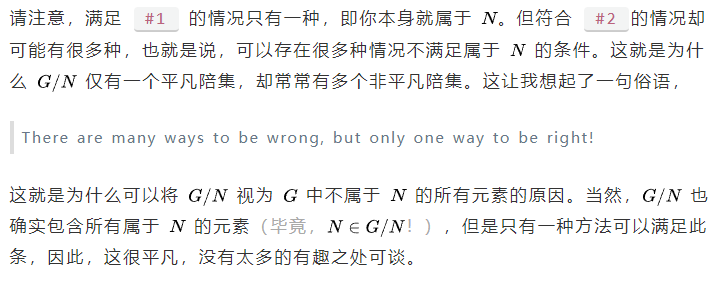 请注意，满足 #1 的情况只有一种，即你本身就属于 N。但符合 #2 的情况却
可能有很多种，也就是说，可以存在很多种情况不满足属于 N 的条件。这就是为什
么 G/N 仅有一个平凡陪集，却常常有多个非平凡陪集。这让我想起了一句俗语，
There are many ways to be wrong, but only one way to be right!
这就是为什么可以将 G/N 视为 G 中不属于 N 的所有元素的原因。当然，G/N 也
确实包含所有属于 N 的元素（毕竟，N ∈ G/N！），但是只有一种方法可以满足此
条，因此，这很平凡，没有太多的有趣之处可谈。